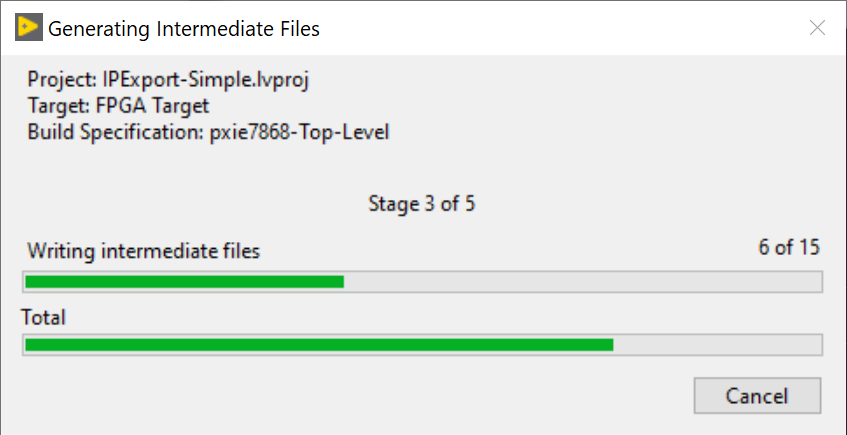 Generating Intermediate Files
Project: IPExport-Simple.lvproj
Target: FPGA Target
Build Specification: pxie7868-Top-Level
Stage 3 of 5
Writing intermediate files
6 of 15
Total
Cancel